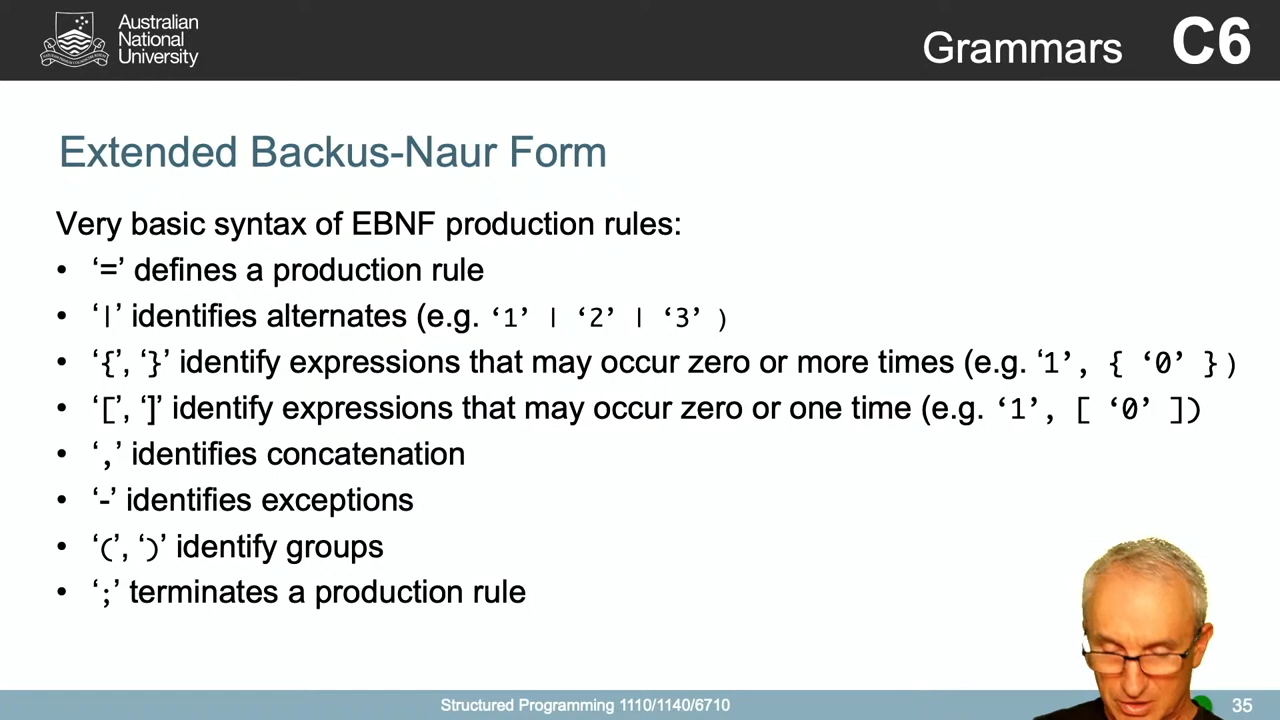 Australian
National
University
Grammars C6
Extended Backus-Naur Form
Very basic syntax of EBNF production rules:
• ‘=’ defines a production rule
• ‘|’ identifies alternates (e.g. ‘1’ | ‘2’ | ‘3’ )
• ‘{’, ‘}’ identify expressions that may occur zero or more times (e.g. ‘1’, { ‘0’ } )
• ‘[’, ‘]’ identify expressions that may occur zero or one time (e.g. ‘1’, [ ‘0’ ])
• ‘,’ identifies concatenation
• ‘-’ identifies exceptions
• ‘(’, ‘)’ identify groups
• ‘;’ terminates a production rule
Structured Programming 1110/1140/6710 35